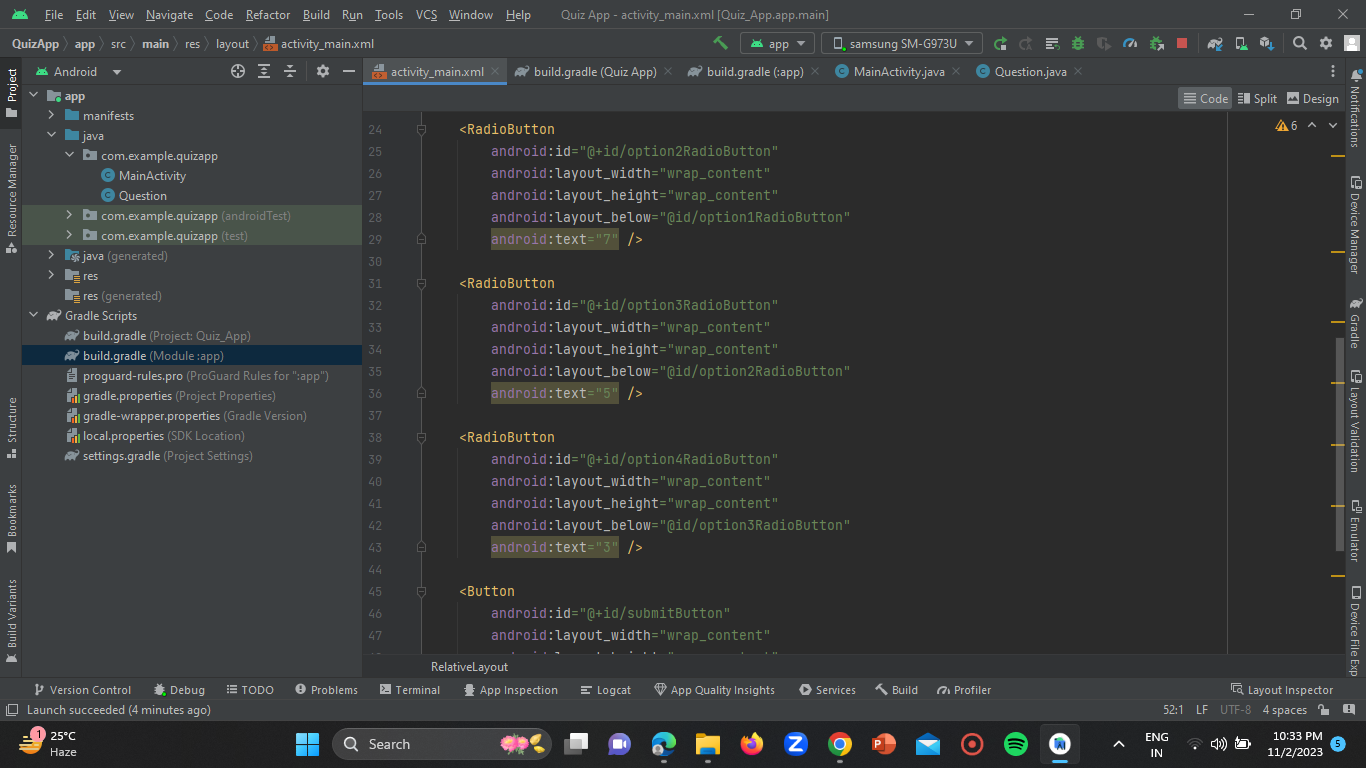 File Edit View Navigate Code Refactor Build Run Tools VCS Window Help Quiz App - activity_main.xml [Quiz_App.app.main]
QuizApp app src main res layout activity_main.xml app samsung SM-G973U
Project
Android
activity_main.xml build.gradle (Quiz App) build.gradle (:app) MainActivity.java Question.java
Code Split Design
6
app
manifests
java
com.example.quizapp
MainActivity
Question
com.example.quizapp (androidTest)
com.example.quizapp (test)
java (generated)
res
res (generated)
Gradle Scripts
build.gradle (Project: Quiz_App)
build.gradle (Module :app)
proguard-rules.pro (ProGuard Rules for ":app")
gradle.properties (Project Properties)
gradle-wrapper.properties (Gradle Version)
local.properties (SDK Location)
settings.gradle (Project Settings)
Resource Manager
Structure
Bookmarks
Build Variants
24 <RadioButton
25 android:id="@+id/option2RadioButton"
26 android:layout_width="wrap_content"
27 android:layout_height="wrap_content"
28 android:layout_below="@id/option1RadioButton"
29 android:text="7" />
30
31 <RadioButton
32 android:id="@+id/option3RadioButton"
33 android:layout_width="wrap_content"
34 android:layout_height="wrap_content"
35 android:layout_below="@id/option2RadioButton"
36 android:text="5" />
37
38 <RadioButton
39 android:id="@+id/option4RadioButton"
40 android:layout_width="wrap_content"
41 android:layout_height="wrap_content"
42 android:layout_below="@id/option3RadioButton"
43 android:text="3" />
44
45 <Button
46 android:id="@+id/submitButton"
47 android:layout_width="wrap_content"
RelativeLayout
Notifications
Device Manager
Gradle
Layout Validation
Emulator
Device File Exp
Version Control Debug TODO Problems Terminal App Inspection Logcat App Quality Insights Services Build Profiler Layout Inspector
Launch succeeded (4 minutes ago) 52:1 LF UTF-8 4 spaces
1 25°C
Haze
Search
ENG
IN
10:33 PM
11/2/2023
5